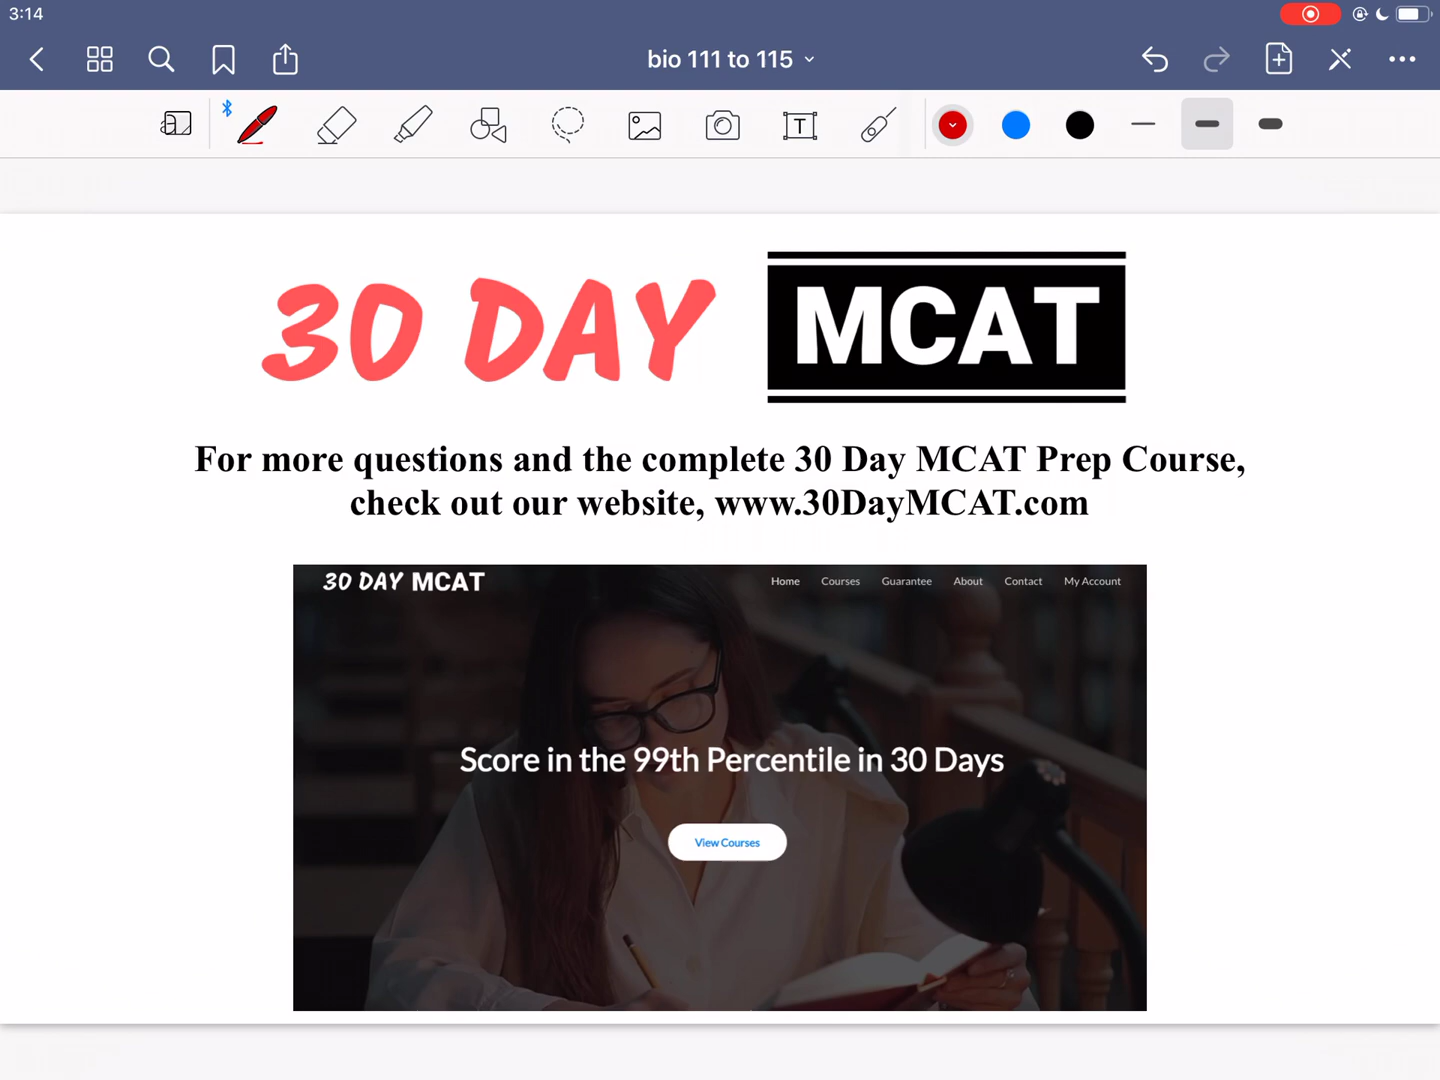 3:14
bio 111 to 115
a
T
30 DAY MCAT
For more questions and the complete 30 Day MCAT Prep Course,
check out our website, www.30DayMCAT.com
30 DAY MCAT Home Courses Guarantee About Contact My Account
Score in the 99th Percentile in 30 Days
View Courses